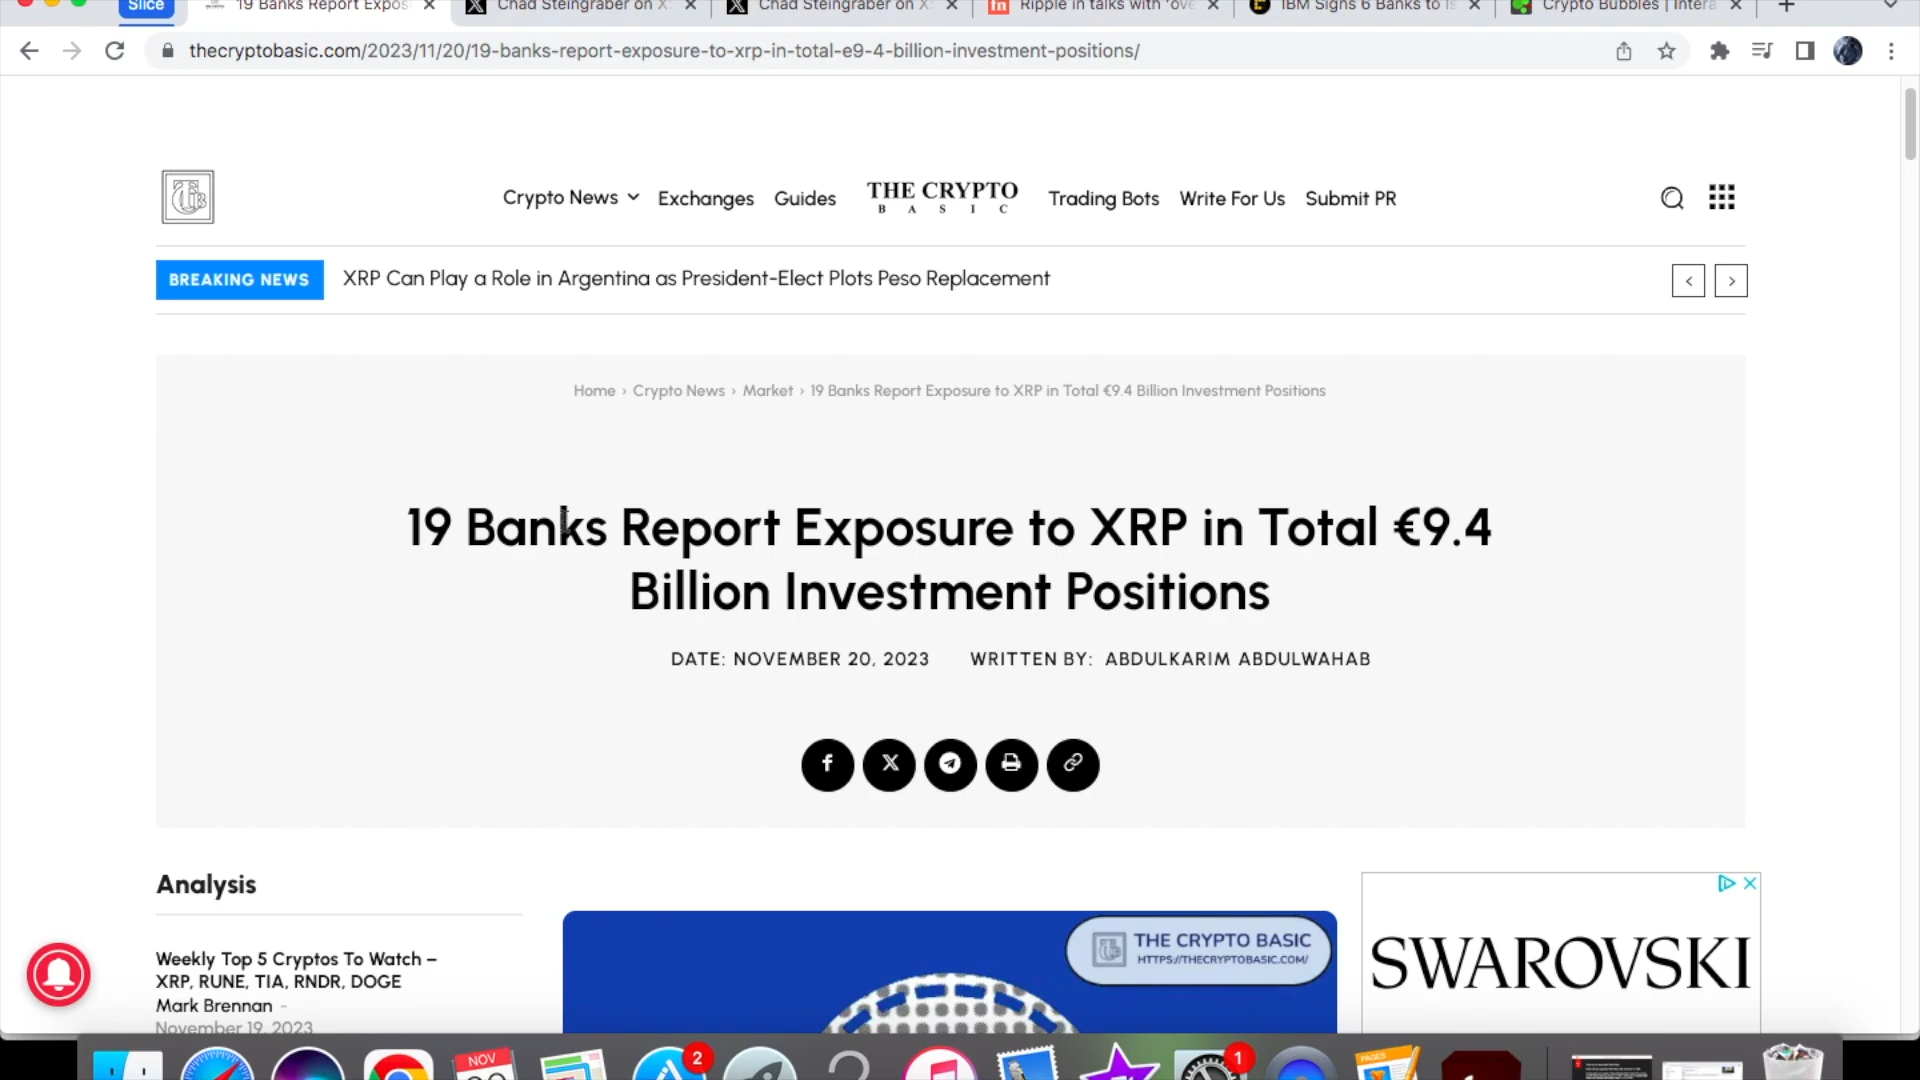 Slice
19 Banks Report Expos
Chad Steingraber on X
Chad Steingraber on X
fn
Ripple in talks with 'ove
IBM Signs 6 Banks to Is
Crypto Bubbles | Intera
thecryptobasic.com/2023/11/20/19-banks-report-exposure-to-xrp-in-total-e9-4-billion-investment-positions/
Crypto News
Exchanges
Guides
THE CRYPTO
BASIC
Trading Bots
Write For Us
Submit PR
BREAKING NEWS
XRP Can Play a Role in Argentina as President-Elect Plots Peso Replacement
Home › Crypto News › Market › 19 Banks Report Exposure to XRP in Total €9.4 Billion Investment Positions
19 Banks Report Exposure to XRP in Total €9.4
Billion Investment Positions
DATE: NOVEMBER 20, 2023
WRITTEN BY: ABDULKARIM ABDULWAHAB
Analysis
Weekly Top 5 Cryptos To Watch –
XRP, RUNE, TIA, RNDR, DOGE
Mark Brennan -
November 19, 2023
THE CRYPTO BASIC
HTTPS://THECRYPTOBASIC.COM/
SWAROVSKI
NOV
2
1
PAGES